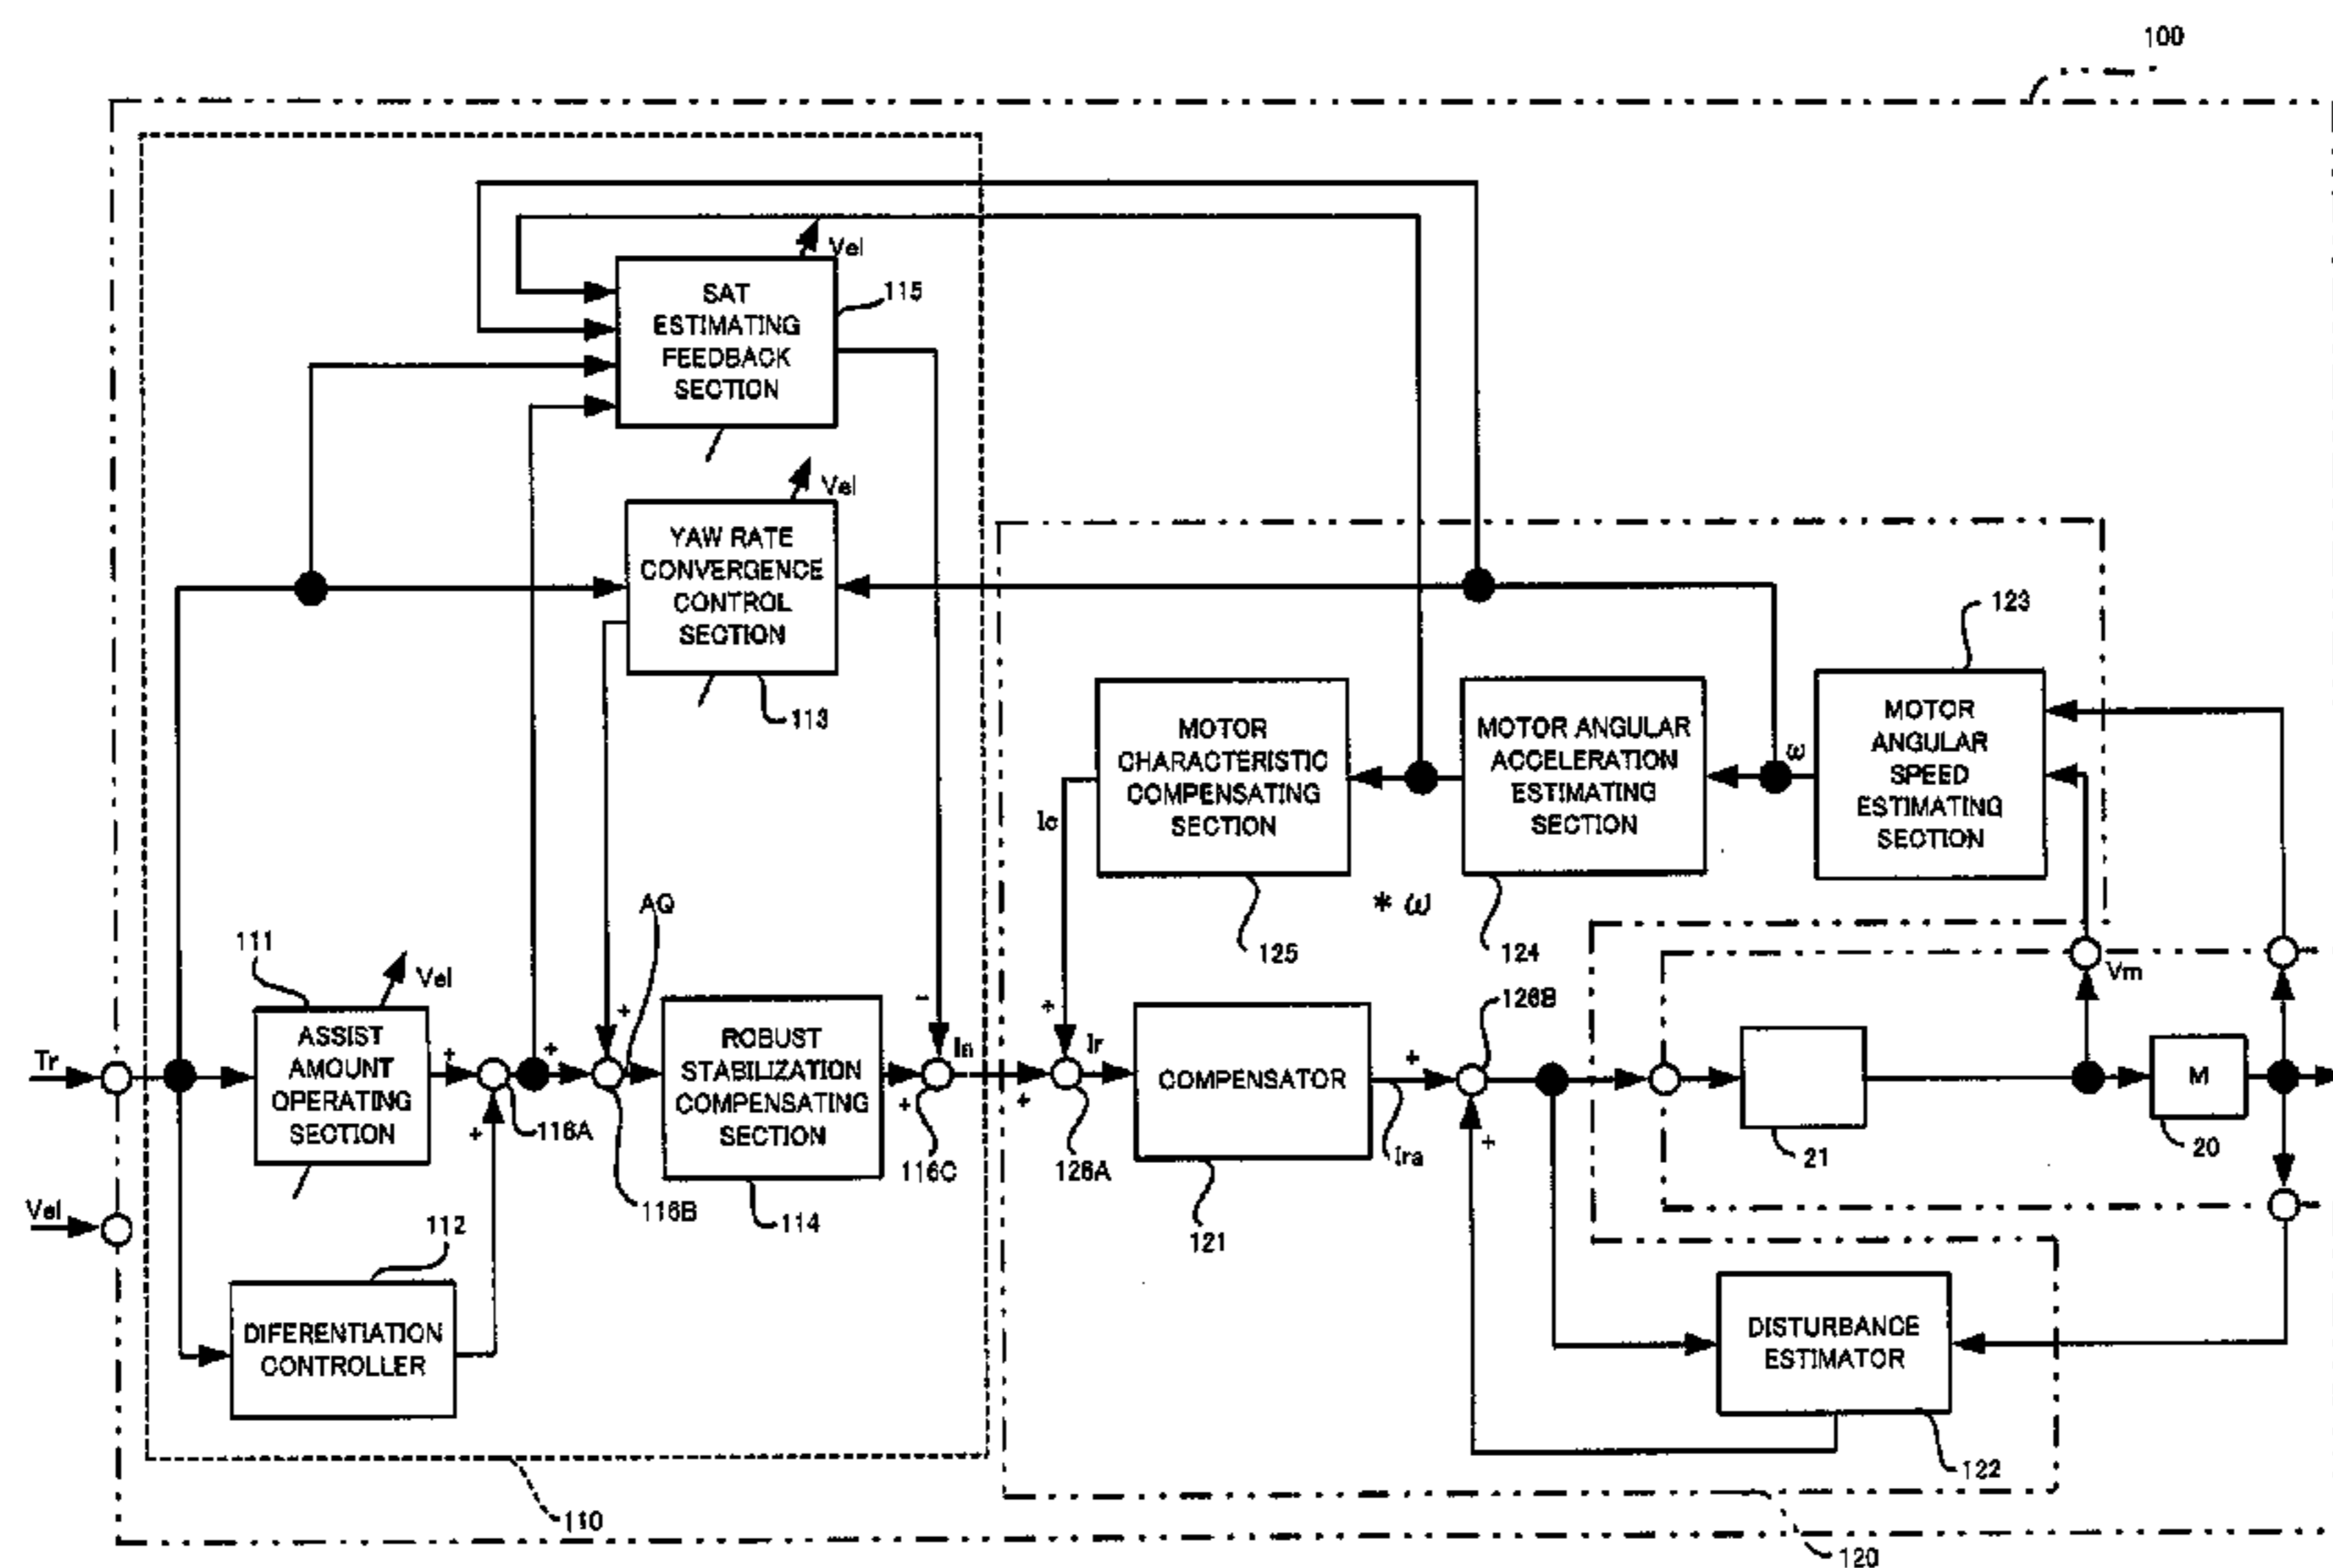 100
Vel
SAT
ESTIMATING
FEEDBACK
SECTION
115
Vel
YAW RATE
CONVERGENCE
CONTROL
SECTION
113
123
MOTOR
ANGULAR
SPEED
ESTIMATING
SECTION
ω
MOTOR ANGULAR
ACCELERATION
ESTIMATING
SECTION
124
* ω
MOTOR
CHARACTERISTIC
COMPENSATING
SECTION
125
Ic
AQ
111
Vel
ASSIST
AMOUNT
OPERATING
SECTION
Tr
Vel
+
+
116A
+
+
116B
ROBUST
STABILIZATION
COMPENSATING
SECTION
114
-
+
116C
+
+
126A
Ir
COMPENSATOR
121
+
Ira
126B
+
21
Vm
M
20
112
DIFERENTIATION
CONTROLLER
DISTURBANCE
ESTIMATOR
122
110
120